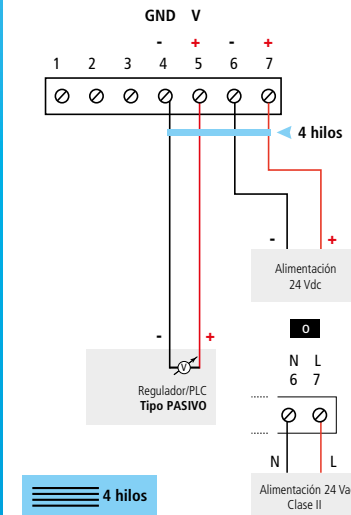 GND V
- + - +
1 2 3 4 5 6 7
4 hilos
- +
Alimentación
24 Vdc
o
- +
V
N L
6 7
Regulador/PLC
Tipo PASIVO
N L
4 hilos
Alimentación 24 Va
Clase II